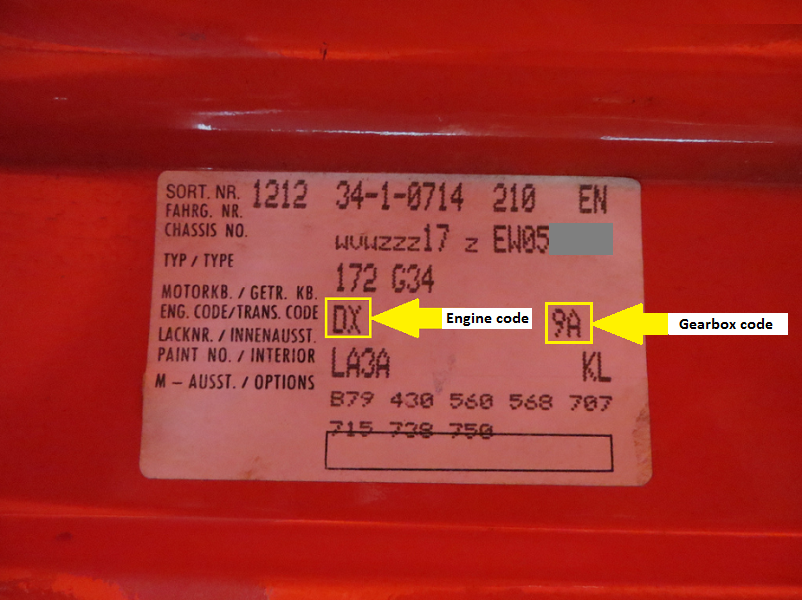 SORT. NR. 1212 34-1-0714 210 EN
FAHRG. NR.
CHASSIS NO. WVWZZZ17 Z EW05
TYP / TYPE
172 G34
MOTORKB. / GETR. KB.
ENG. CODE/TRANS. CODE DX Engine code 9A Gearbox code
LACKNR. / INNENAUSST.
PAINT NO. / INTERIOR LA3A KL
M – AUSST. / OPTIONS
B79 430 560 568 707
715 738 750